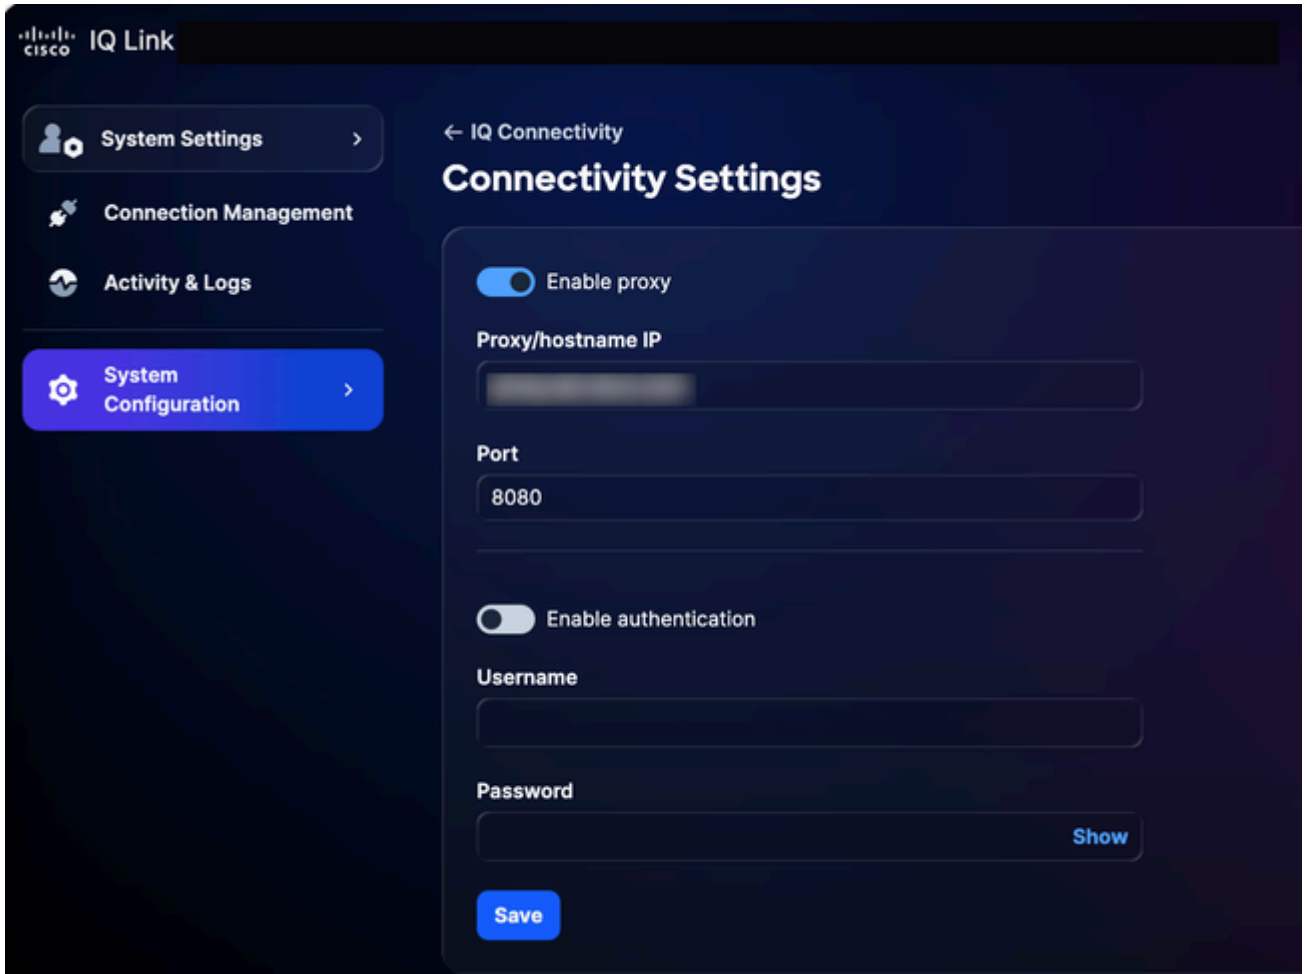 cisco IQ Link
System Settings
Connection Management
Activity & Logs
System
Configuration
← IQ Connectivity
Connectivity Settings
Enable proxy
Proxy/hostname IP
Port
8080
Enable authentication
Username
Password
Show
Save